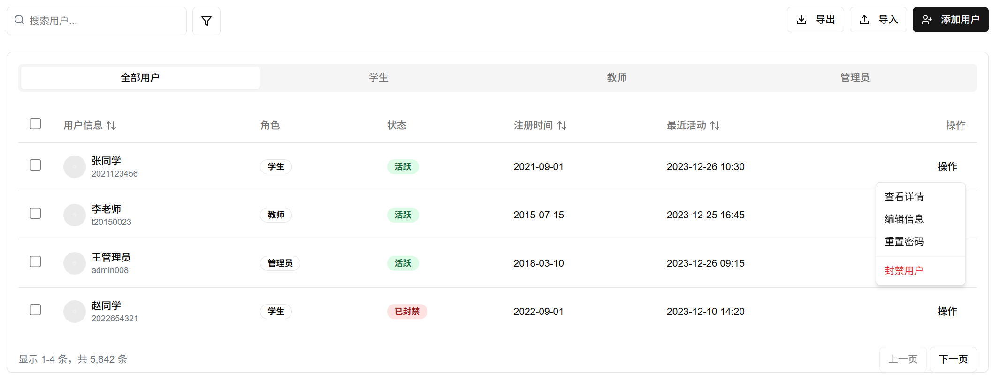 搜索用户...
导出
导入
添加用户
全部用户
学生
教师
管理员
用户信息
角色
状态
注册时间
最近活动
操作
张同学
2021123456
学生
活跃
2021-09-01
2023-12-26 10:30
操作
李老师
t20150023
教师
活跃
2015-07-15
2023-12-25 16:45
王管理员
admin008
管理员
活跃
2018-03-10
2023-12-26 09:15
查看详情
编辑信息
重置密码
封禁用户
赵同学
2022654321
学生
已封禁
2022-09-01
2023-12-10 14:20
操作
显示 1-4 条，共 5,842 条
上一页
下一页